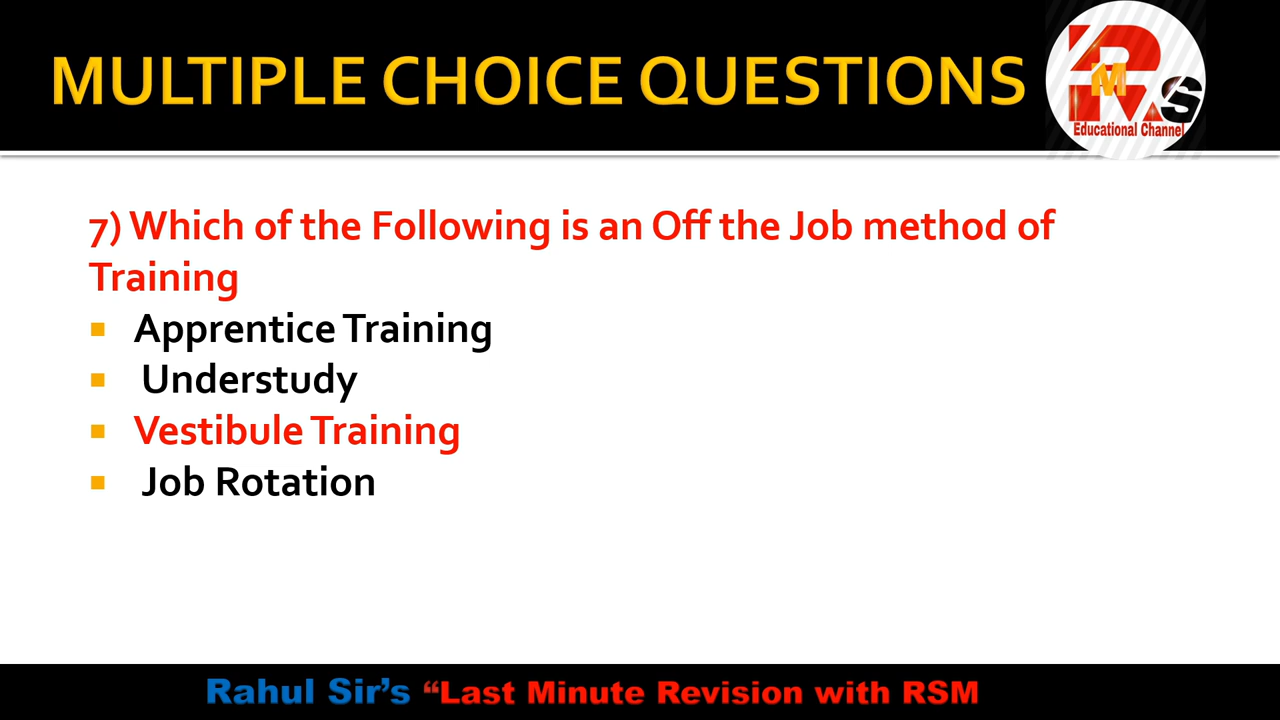 MULTIPLE CHOICE QUESTIONS
RMS
Educational Channel
7) Which of the Following is an Off the Job method of
Training
Apprentice Training
Understudy
Vestibule Training
Job Rotation
Rahul Sir’s “Last Minute Revision with RSM